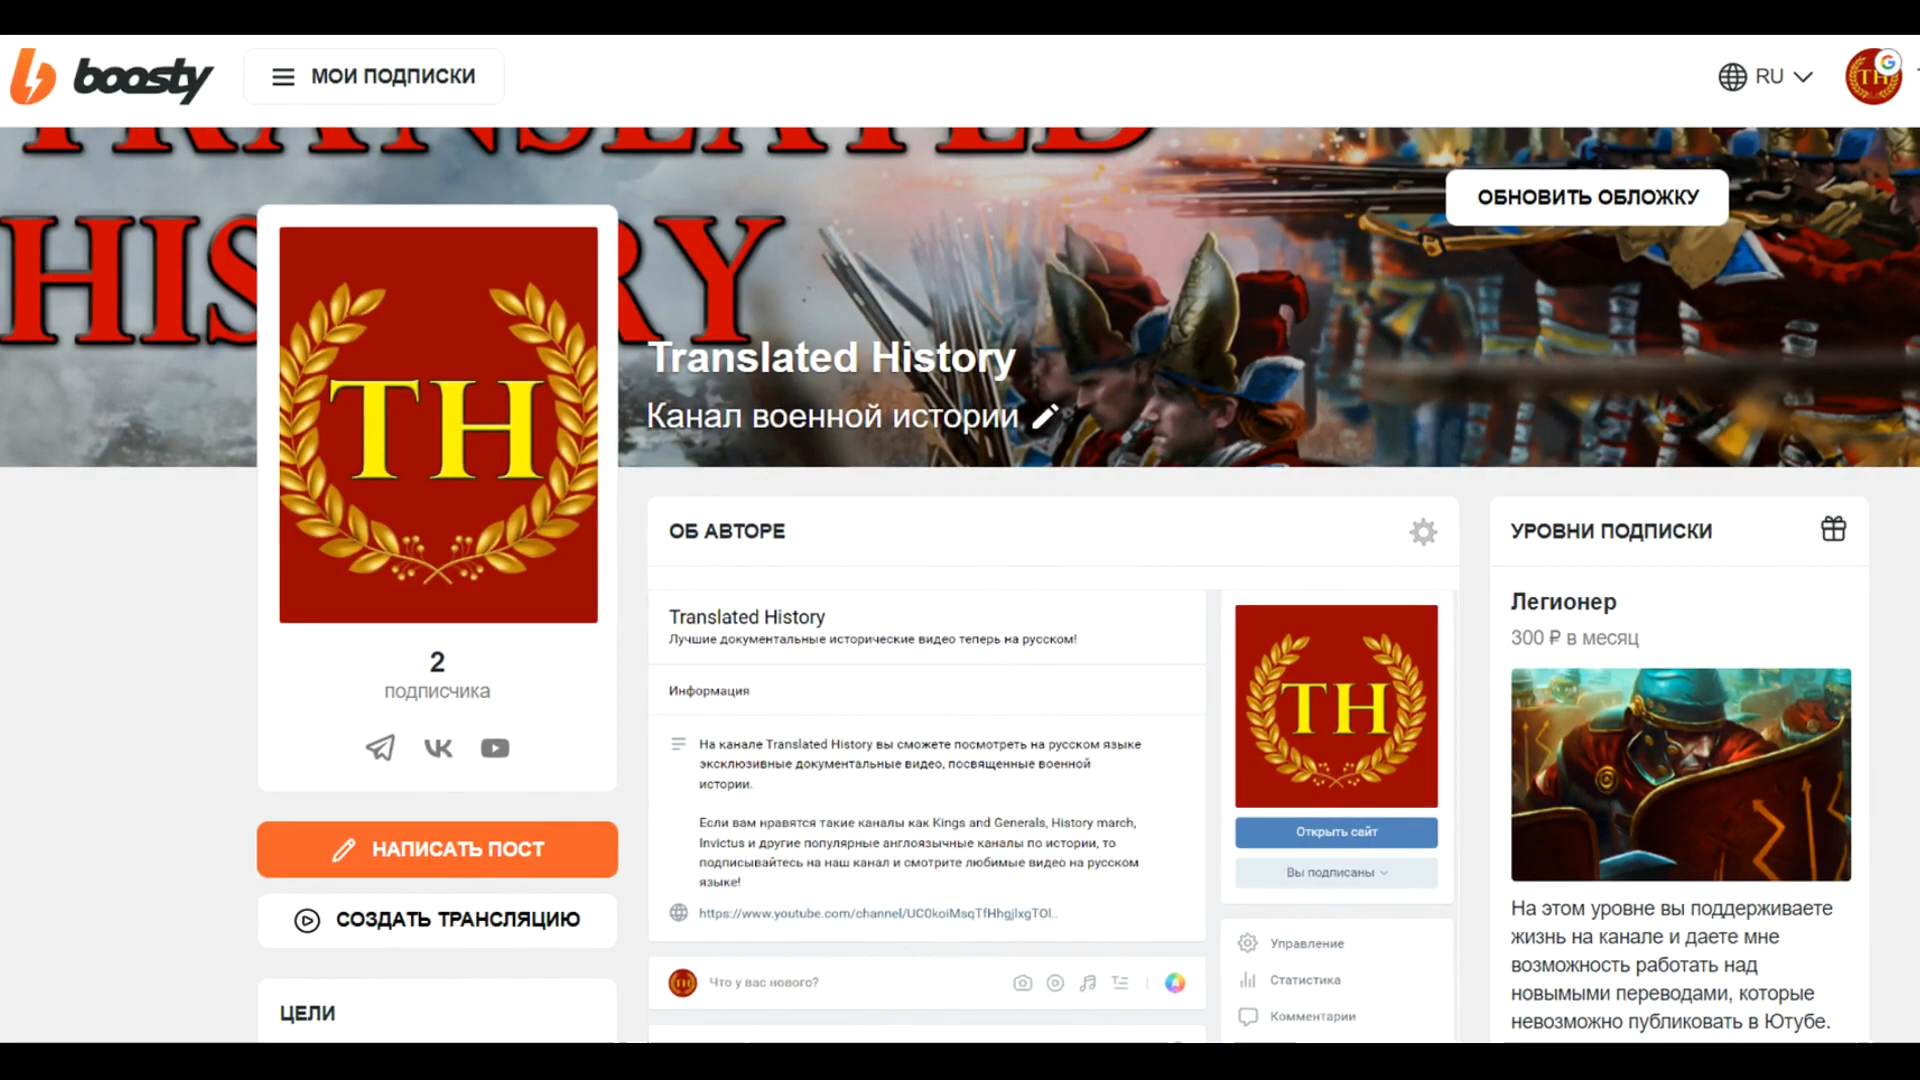 boosty
МОИ ПОДПИСКИ
RU
TH
TRANSLATED
HISTORY
ОБНОВИТЬ ОБЛОЖКУ
TH
Translated History
Канал военной истории
2
подписчика
НАПИСАТЬ ПОСТ
СОЗДАТЬ ТРАНСЛЯЦИЮ
ЦЕЛИ
ОБ АВТОРЕ
Translated History
Лучшие документальные исторические видео теперь на русском!
Информация
На канале Translated History вы сможете посмотреть на русском языке
эксклюзивные документальные видео, посвященные военной
истории.
Если вам нравятся такие каналы как Kings and Generals, History march,
Invictus и другие популярные англоязычные каналы по истории, то
подписывайтесь на наш канал и смотрите любимые видео на русском
языке!
https://www.youtube.com/channel/UC0koiMsqTfHhgjlxgTOl..
Что у вас нового?
TH
Открыть сайт
Вы подписаны
Управление
Статистика
Комментарии
УРОВНИ ПОДПИСКИ
Легионер
300 ₽ в месяц
На этом уровне вы поддерживаете
жизнь на канале и даете мне
возможность работать над
новымыми переводами, которые
невозможно публиковать в Ютубе.